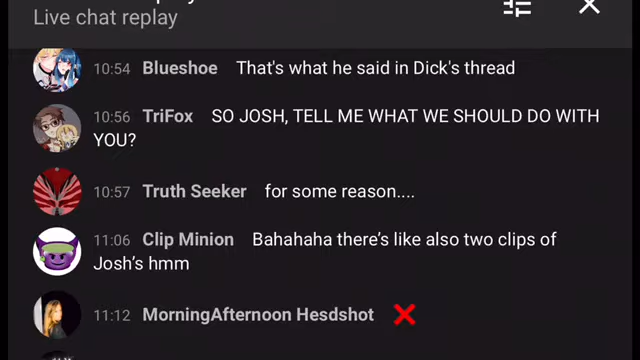 Live chat replay
10:54 Blueshoe That's what he said in Dick's thread
10:56 TriFox SO JOSH, TELL ME WHAT WE SHOULD DO WITH
YOU?
10:57 Truth Seeker for some reason....
11:06 Clip Minion Bahahaha there's like also two clips of
Josh's hmm
11:12 MorningAfternoon Hesdshot ❌